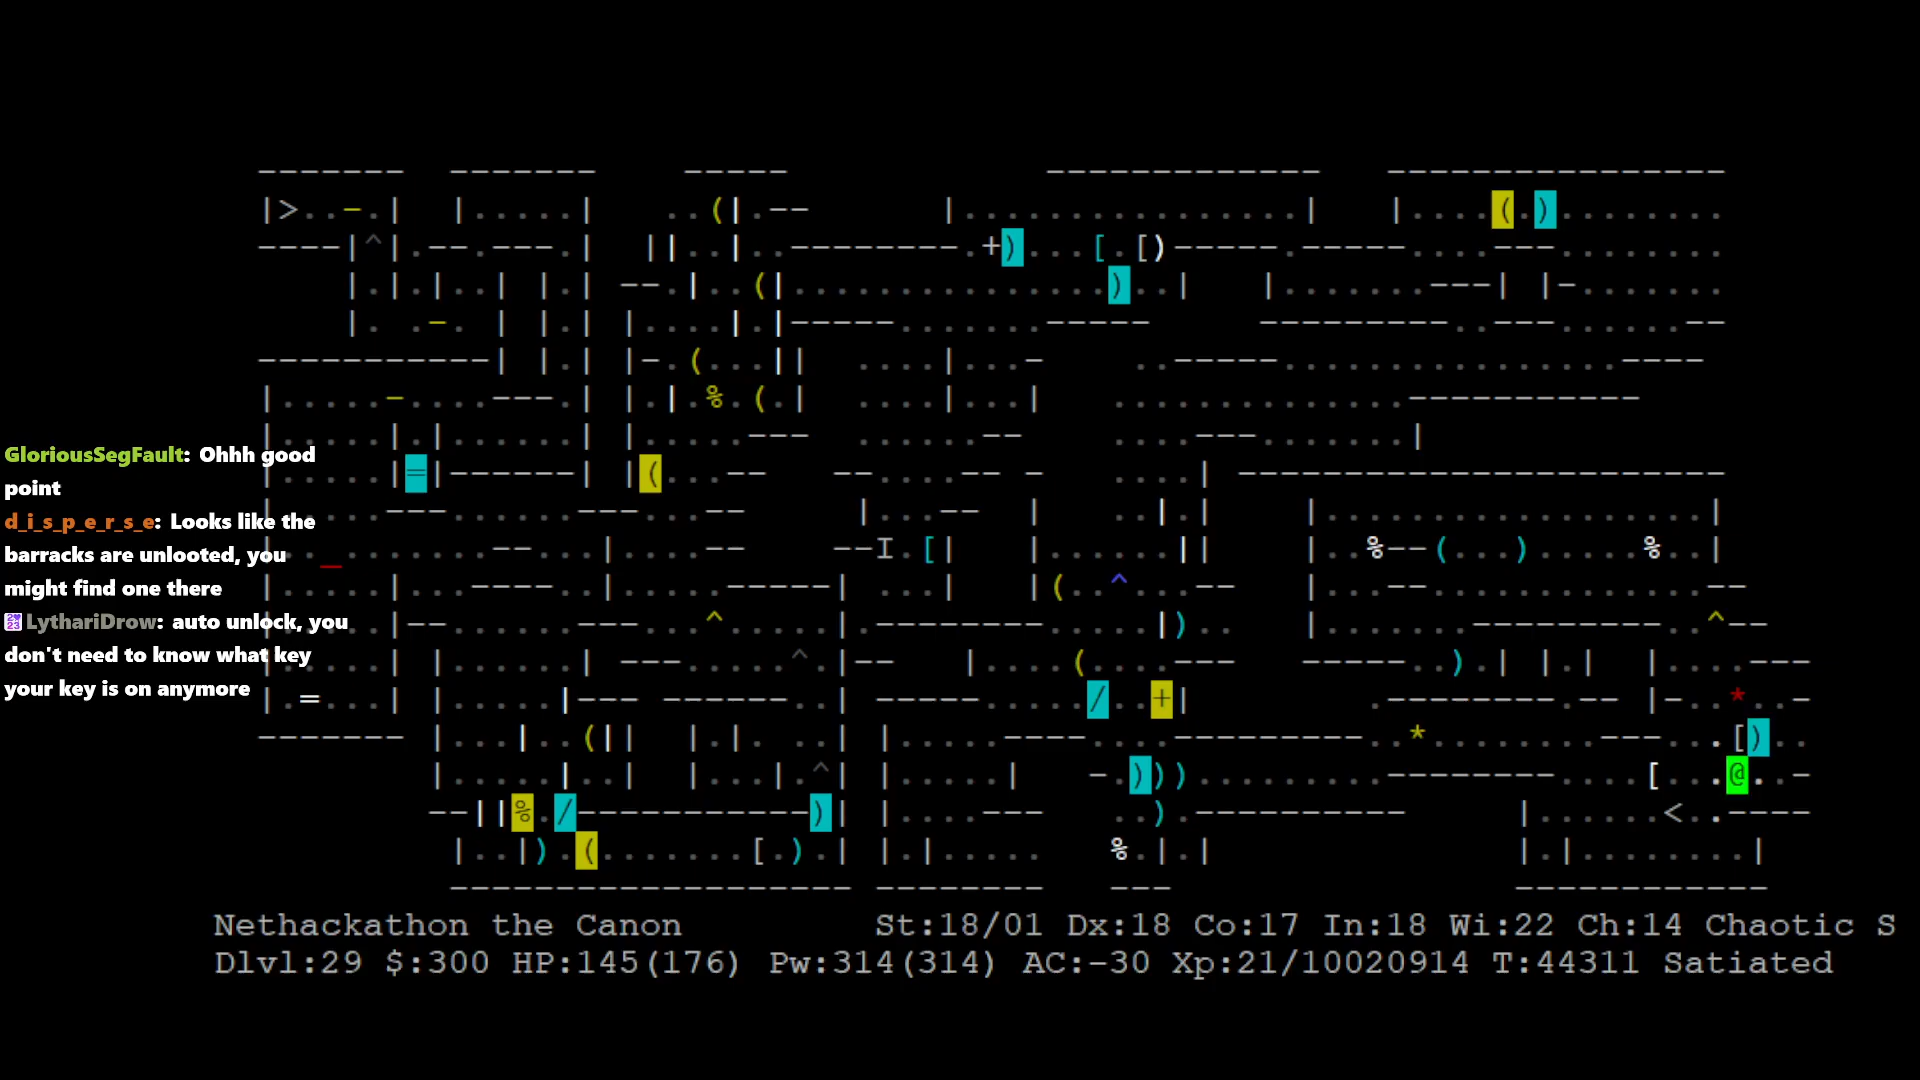 GloriousSegFault: Ohhh good
point
d_i_s_p_e_r_s_e: Looks like the
barracks are unlooted, you
might find one there
LythariDrow: auto unlock, you
don't need to know what key
your key is on anymore
Nethackathon the Canon St:18/01 Dx:18 Co:17 In:18 Wi:22 Ch:14 Chaotic S
Dlvl:29 $:300 HP:145(176) Pw:314(314) AC:-30 Xp:21/10020914 T:44311 Satiated